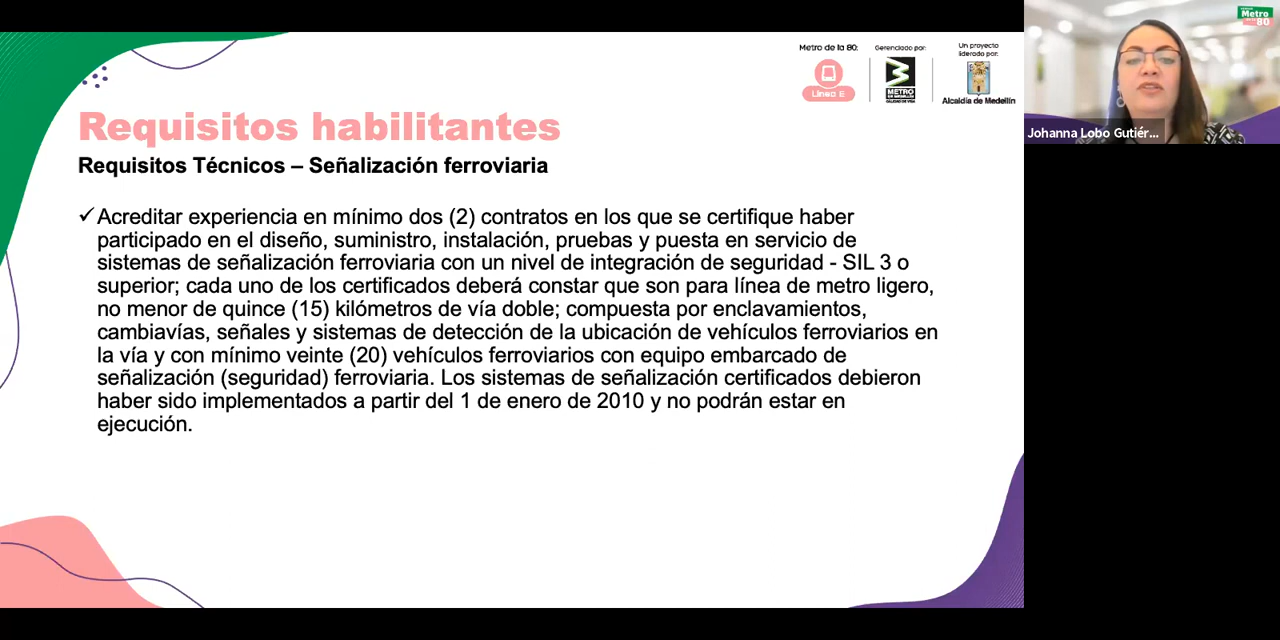 Metro de la 80:
Línea E
Gerenciado por:
METRO
DE MEDELLÍN
CALIDAD DE VIDA
Un proyecto
liderado por:
Alcaldía de Medellín
Metro
80
Johanna Lobo Gutiér...
Requisitos habilitantes
Requisitos Técnicos – Señalización ferroviaria
✓Acreditar experiencia en mínimo dos (2) contratos en los que se certifique haber
participado en el diseño, suministro, instalación, pruebas y puesta en servicio de
sistemas de señalización ferroviaria con un nivel de integración de seguridad - SIL 3 o
superior; cada uno de los certificados deberá constar que son para línea de metro ligero,
no menor de quince (15) kilómetros de vía doble; compuesta por enclavamientos,
cambiavías, señales y sistemas de detección de la ubicación de vehículos ferroviarios en
la vía y con mínimo veinte (20) vehículos ferroviarios con equipo embarcado de
señalización (seguridad) ferroviaria. Los sistemas de señalización certificados debieron
haber sido implementados a partir del 1 de enero de 2010 y no podrán estar en
ejecución.